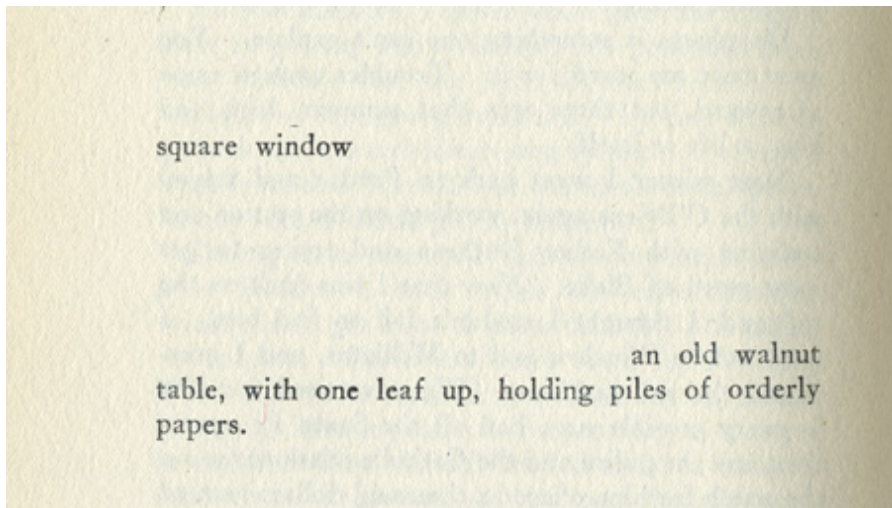 square window
an old walnut
table, with one leaf up, holding piles of orderly
papers.